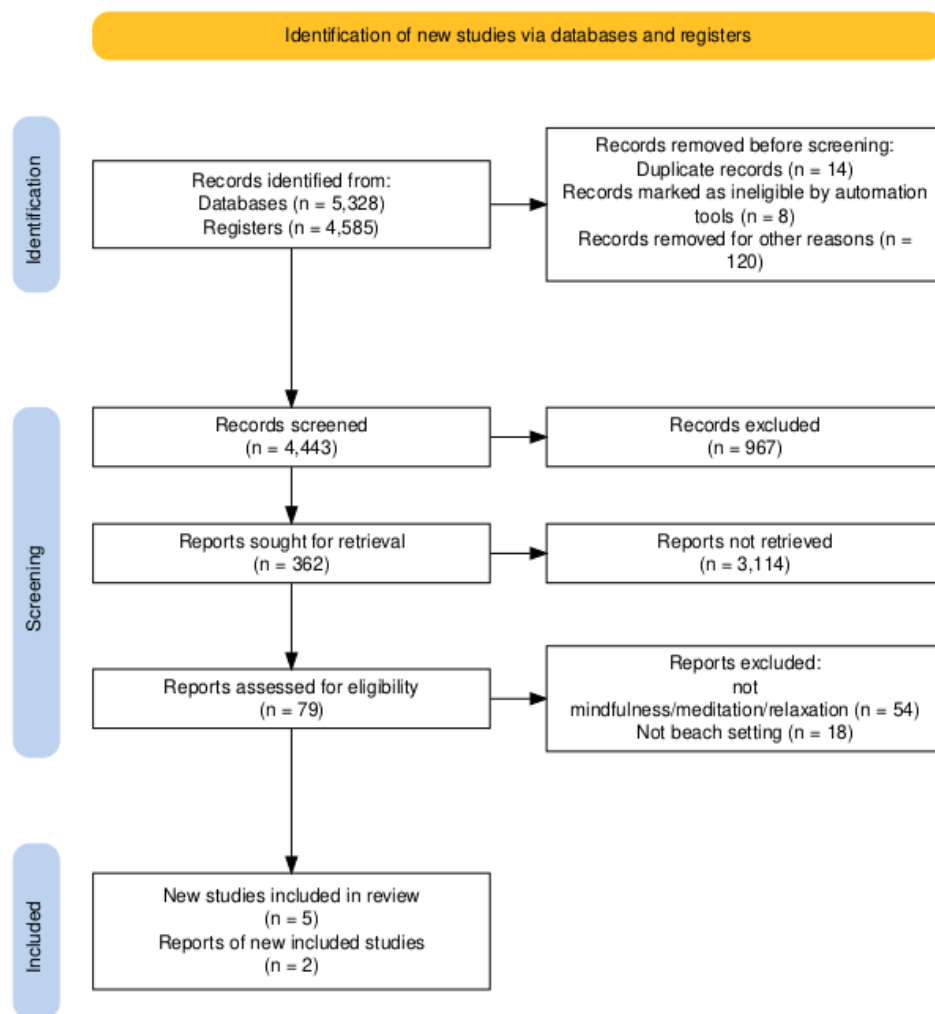 Identification of new studies via databases and registers
Identification
Records identified from:
Databases (n = 5,328)
Registers (n = 4,585)
Records removed before screening:
Duplicate records (n = 14)
Records marked as ineligible by automation
tools (n = 8)
Records removed for other reasons (n =
120)
Screening
Records screened
(n = 4,443)
Records excluded
(n = 967)
Reports sought for retrieval
(n = 362)
Reports not retrieved
(n = 3,114)
Reports assessed for eligibility
(n = 79)
Reports excluded:
not
mindfulness/meditation/relaxation (n = 54)
Not beach setting (n = 18)
Included
New studies included in review
(n = 5)
Reports of new included studies
(n = 2)